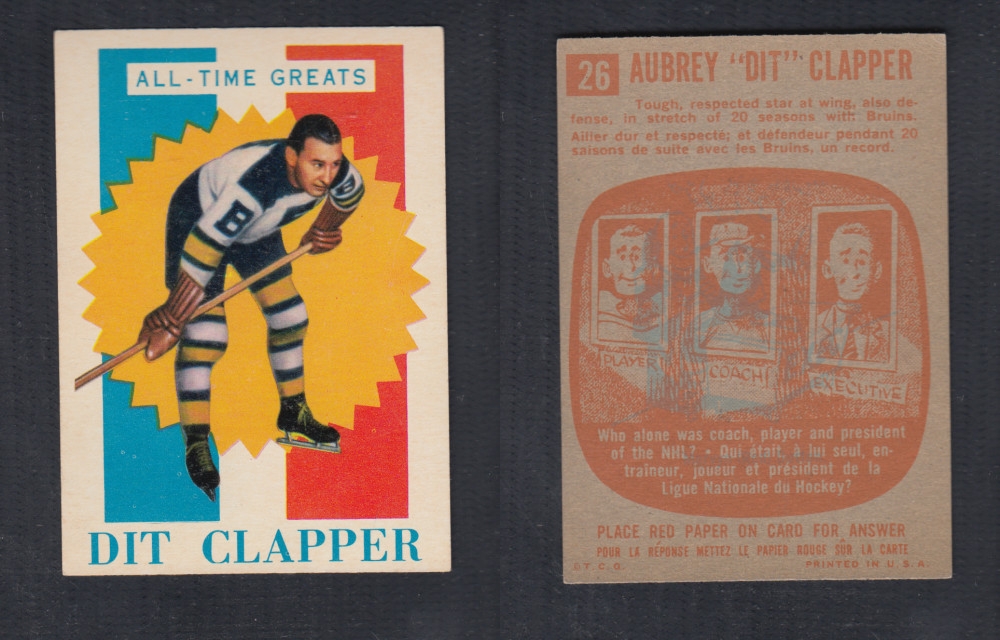 ALL-TIME GREATS
B
B
DIT CLAPPER
26
AUBREY "DIT" CLAPPER
Tough, respected star at wing, also de-
fense, in stretch of 20 seasons with Bruins.
Ailier dur et respecté; et défendeur pendant 20
saisons de suite avec les Bruins, un record.
PLAYER
COACH
EXECUTIVE
Who alone was coach, player and president
of the NHL? • Qui était, à lui seul, en-
traineur, joueur et président de la
Ligue Nationale du Hockey?
PLACE RED PAPER ON CARD FOR ANSWER
POUR LA RÉPONSE METTEZ LE PAPIER ROUGE SUR LA CARTE
©T.C.G. PRINTED IN U.S.A.